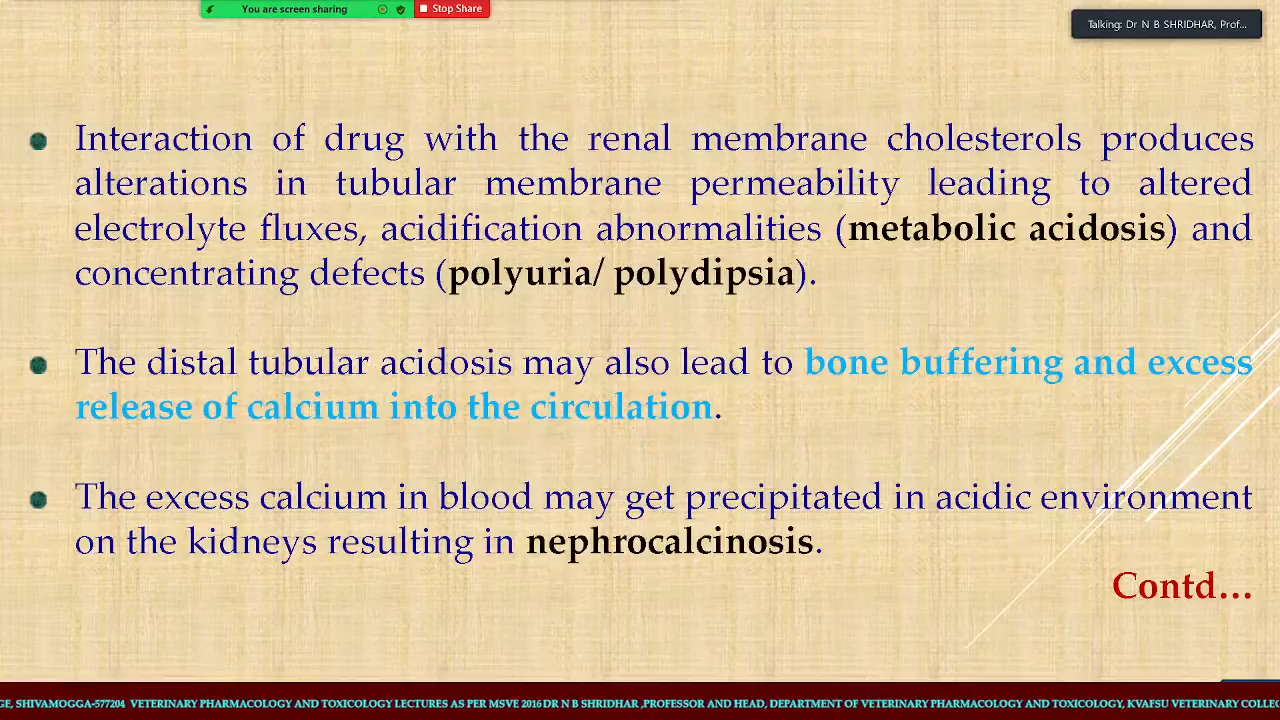 You are screen sharing
Stop Share
Talking: Dr N B SHRIDHAR, Prof...
Interaction of drug with the renal membrane cholesterols produces
alterations in tubular membrane permeability leading to altered
electrolyte fluxes, acidification abnormalities (metabolic acidosis) and
concentrating defects (polyuria/ polydipsia).
The distal tubular acidosis may also lead to bone buffering and excess
release of calcium into the circulation.
The excess calcium in blood may get precipitated in acidic environment
on the kidneys resulting in nephrocalcinosis.
Contd...
GE, SHIVAMOGGA-577204 VETERINARY PHARMACOLOGY AND TOXICOLOGY LECTURES AS PER MSVE 2016 DR N B SHRIDHAR ,PROFESSOR AND HEAD, DEPARTMENT OF VETERINARY PHARMACOLOGY AND TOXICOLOGY, KVAFSU VETERINARY COLLEG